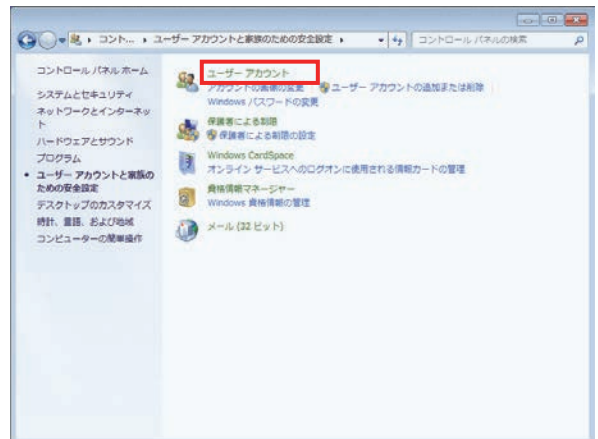 コント... ユーザー アカウントと家族のための安全設定
コントロール パネルの検索
コントロール パネル ホーム
システムとセキュリティ
ネットワークとインターネッ
ト
ハードウェアとサウンド
プログラム
ユーザー アカウントと家族の
ための安全設定
デスクトップのカスタマイズ
時計、言語、および地域
コンピューターの簡単操作
ユーザー アカウント
アカウントの画像の変更 ユーザー アカウントの追加または削除
Windows パスワードの変更
保護者による制限
保護者による制限の設定
Windows CardSpace
オンライン サービスへのログオンに使用される情報カードの管理
資格情報マネージャー
Windows 資格情報の管理
メール (32 ビット)